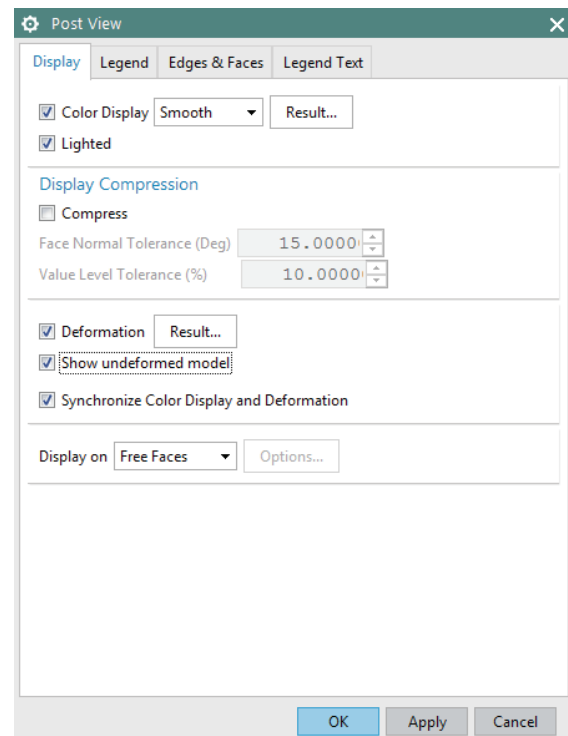 Post View
Display Legend Edges & Faces Legend Text
Color Display Smooth Result...
Lighted
Display Compression
Compress
Face Normal Tolerance (Deg) 15.0000
Value Level Tolerance (%) 10.0000
Deformation Result...
Show undeformed model
Synchronize Color Display and Deformation
Display on Free Faces Options...
OK Apply Cancel